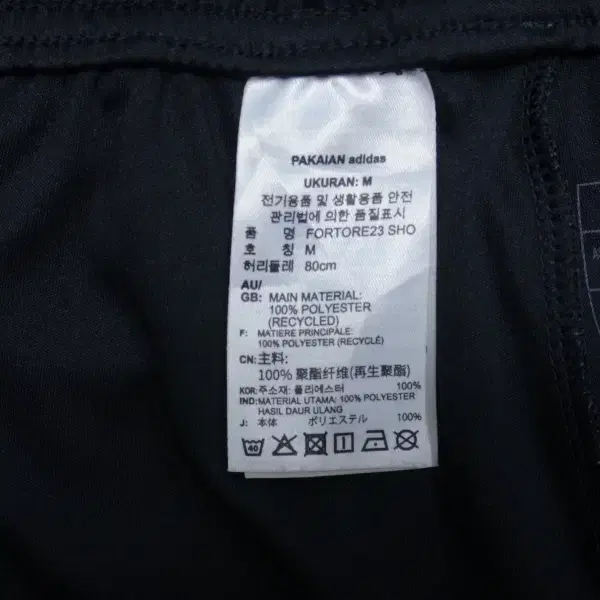 PAKAIAN adidas
UKURAN: M
전기용품 및 생활용품 안전
관리법에 의한 품질표시
품 명 FORTORE23 SHO
호 칭 M
허리둘레 80cm
AU/
GB: MAIN MATERIAL:
100% POLYESTER
(RECYCLED)
F: MATIERE PRINCIPALE:
100% POLYESTER (RECYCLÉ)
CN:主料:
100% 聚酯纤维(再生聚酯)
KOR:주소재: 폴리에스터 100%
IND:MATERIAL UTAMA: 100% POLYESTER
HASIL DAUR ULANG
J: 本体 ポリエステル 100%
40